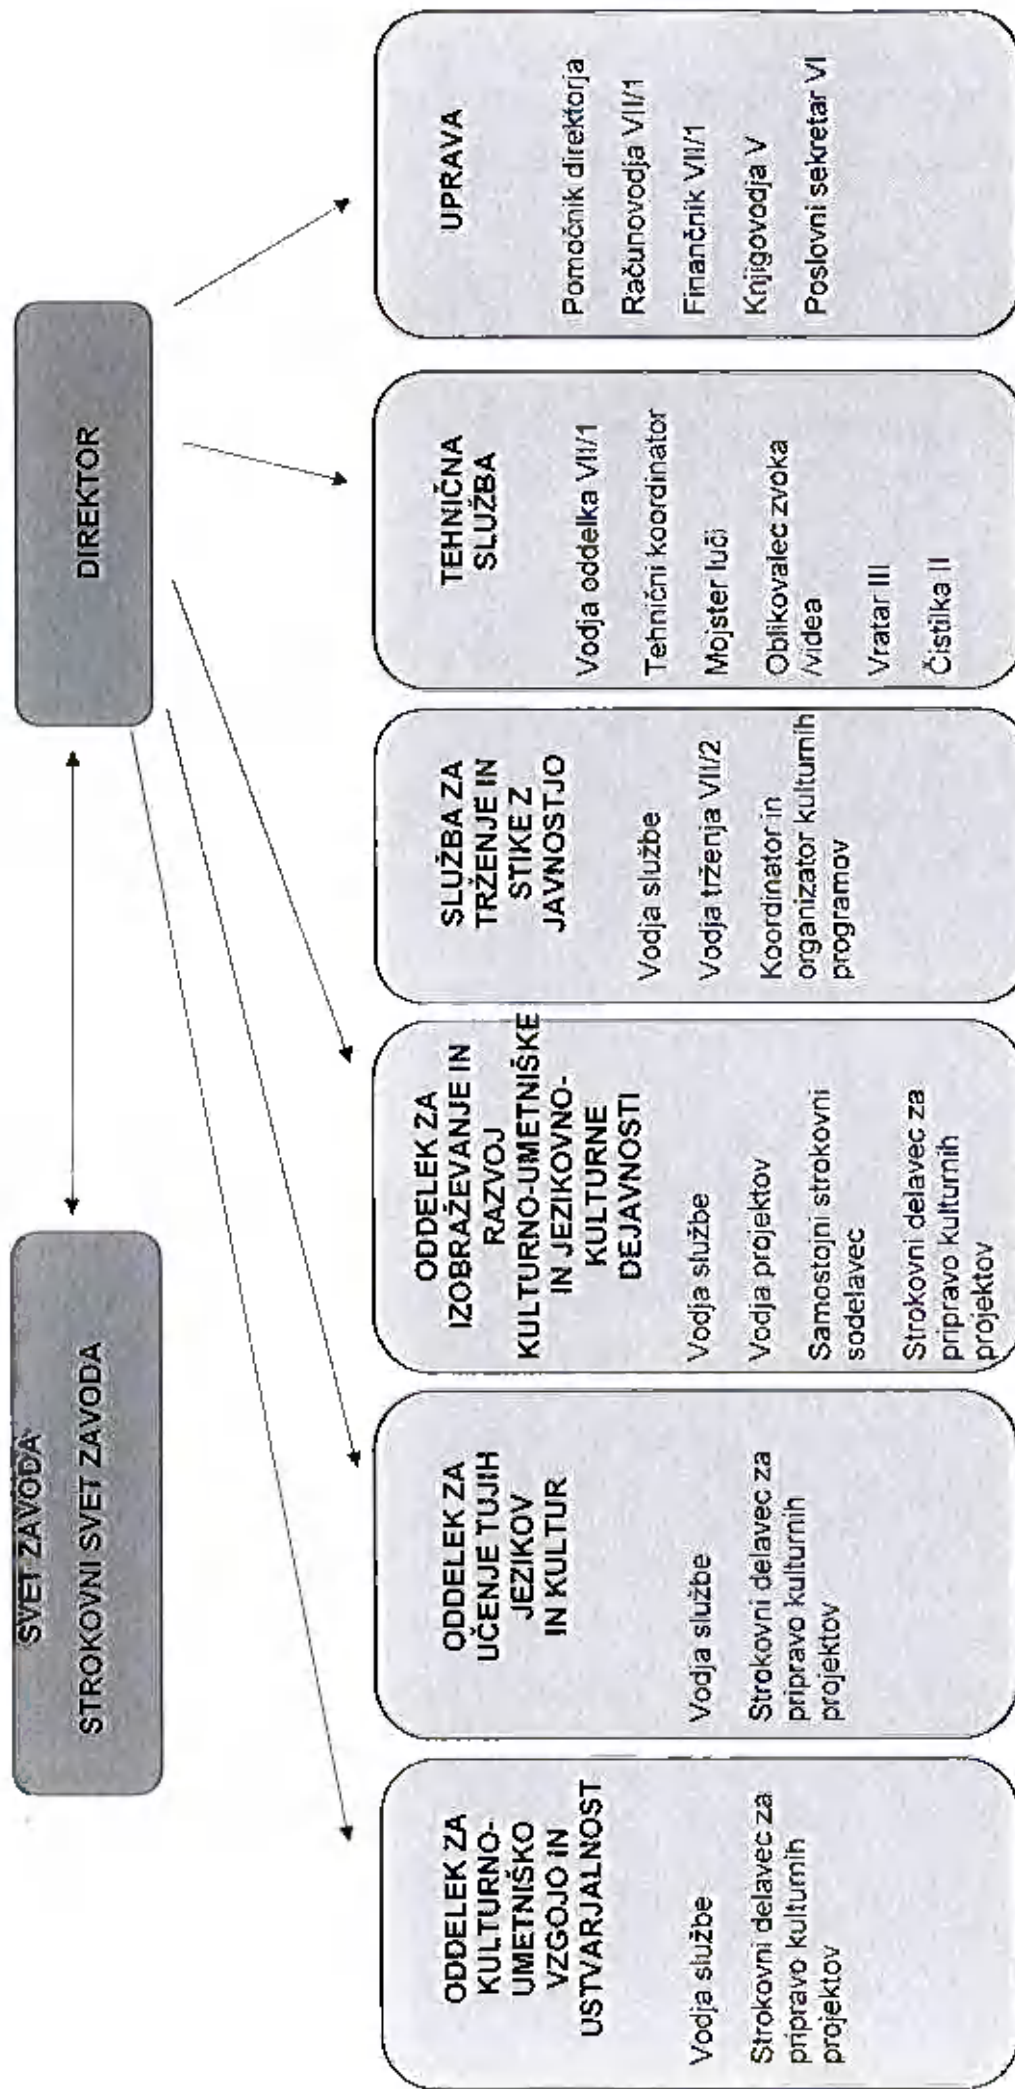 SVET ZAVODA
STROKOVNI SVET ZAVODA
DIREKTOR
ODDELEK ZA
KULTURNO-
UMETNIŠKO
VZGOJO IN
USTVARJALNOST
Vodja službe
Strokovni delavec za
pripravo kulturnih
projektov
ODDELEK ZA
UČENJE TUJIH
JEZIKOV
IN KULTUR
Vodja službe
Strokovni delavec za
pripravo kulturnih
projektov
ODDELEK ZA
IZOBRAŽEVANJE IN
RAZVOJ
KULTURNO-UMETNIŠKE
IN JEZIKOVNO-
KULTURNE
DEJAVNOSTI
Vodja službe
Vodja projektov
Samostojni strokovni
sodelavec
Strokovni delavec za
pripravo kulturnih
projektov
SLUŽBA ZA
TRŽENJE IN
STIKE Z
JAVNOSTJO
Vodja službe
Vodja trženja VII/2
Koordinator in
organizator kulturnih
programov
TEHNIČNA
SLUŽBA
Vodja oddelka VII/1
Tehnični koordinator
Mojster luči
Oblikovalec zvoka
/videa
Vratar III
Čistilka II
UPRAVA
Pomočnik direktorja
Računovodja VII/1
Finančnik VII/1
Knjigovodja V
Poslovni sekretar VI